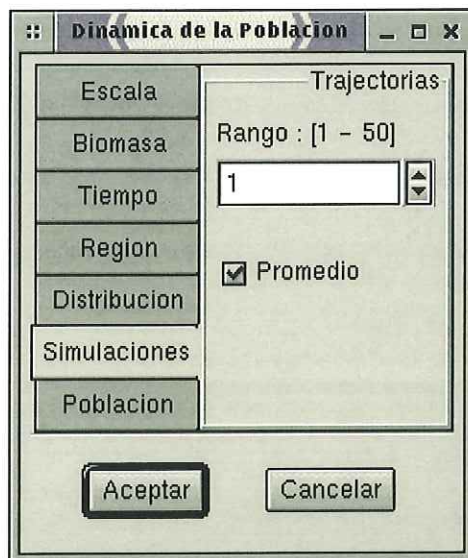 Dinamica de la Poblacion
Escala
Biomasa
Tiempo
Region
Distribucion
Simulaciones
Poblacion
Trajectorias
Rango : [1 - 50]
1
Promedio
Aceptar
Cancelar